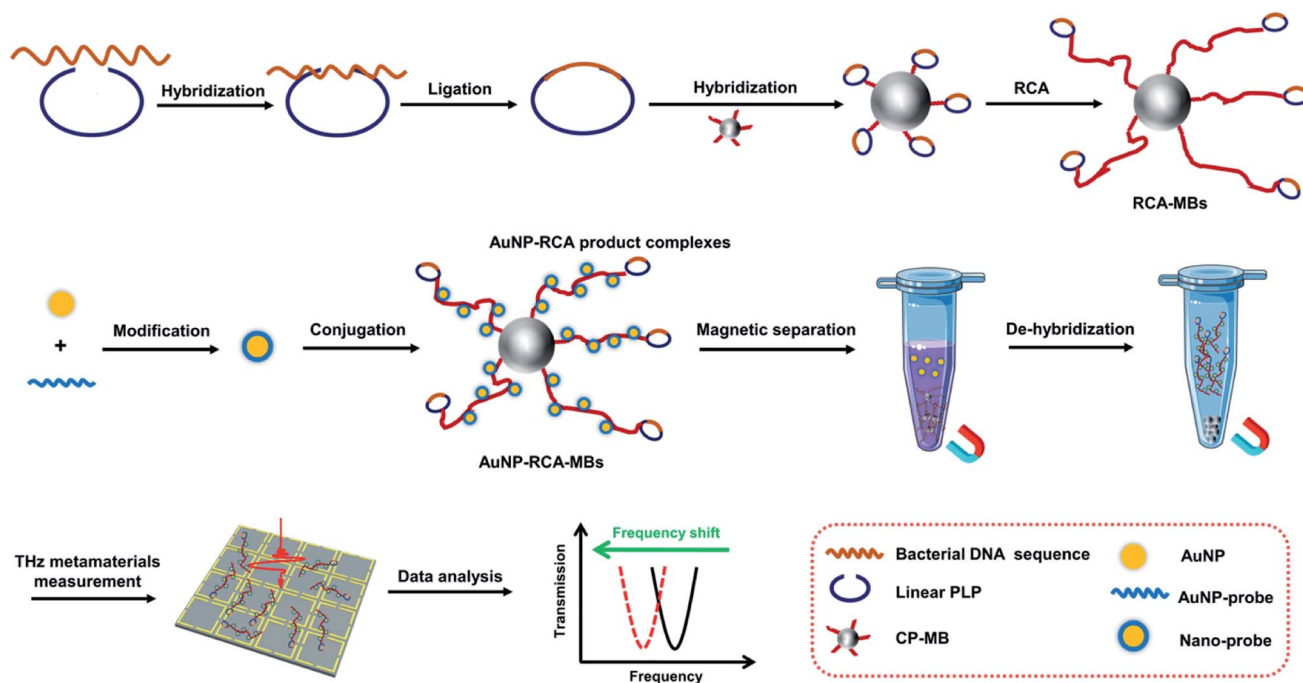 Hybridization
Ligation
Hybridization
RCA
RCA-MBs
AuNP-RCA product complexes
+
Modification
Conjugation
Magnetic separation
De-hybridization
AuNP-RCA-MBs
THz metamaterials
measurement
Data analysis
Transmission
Frequency shift
Frequency
Bacterial DNA sequence
AuNP
Linear PLP
AuNP-probe
CP-MB
Nano-probe